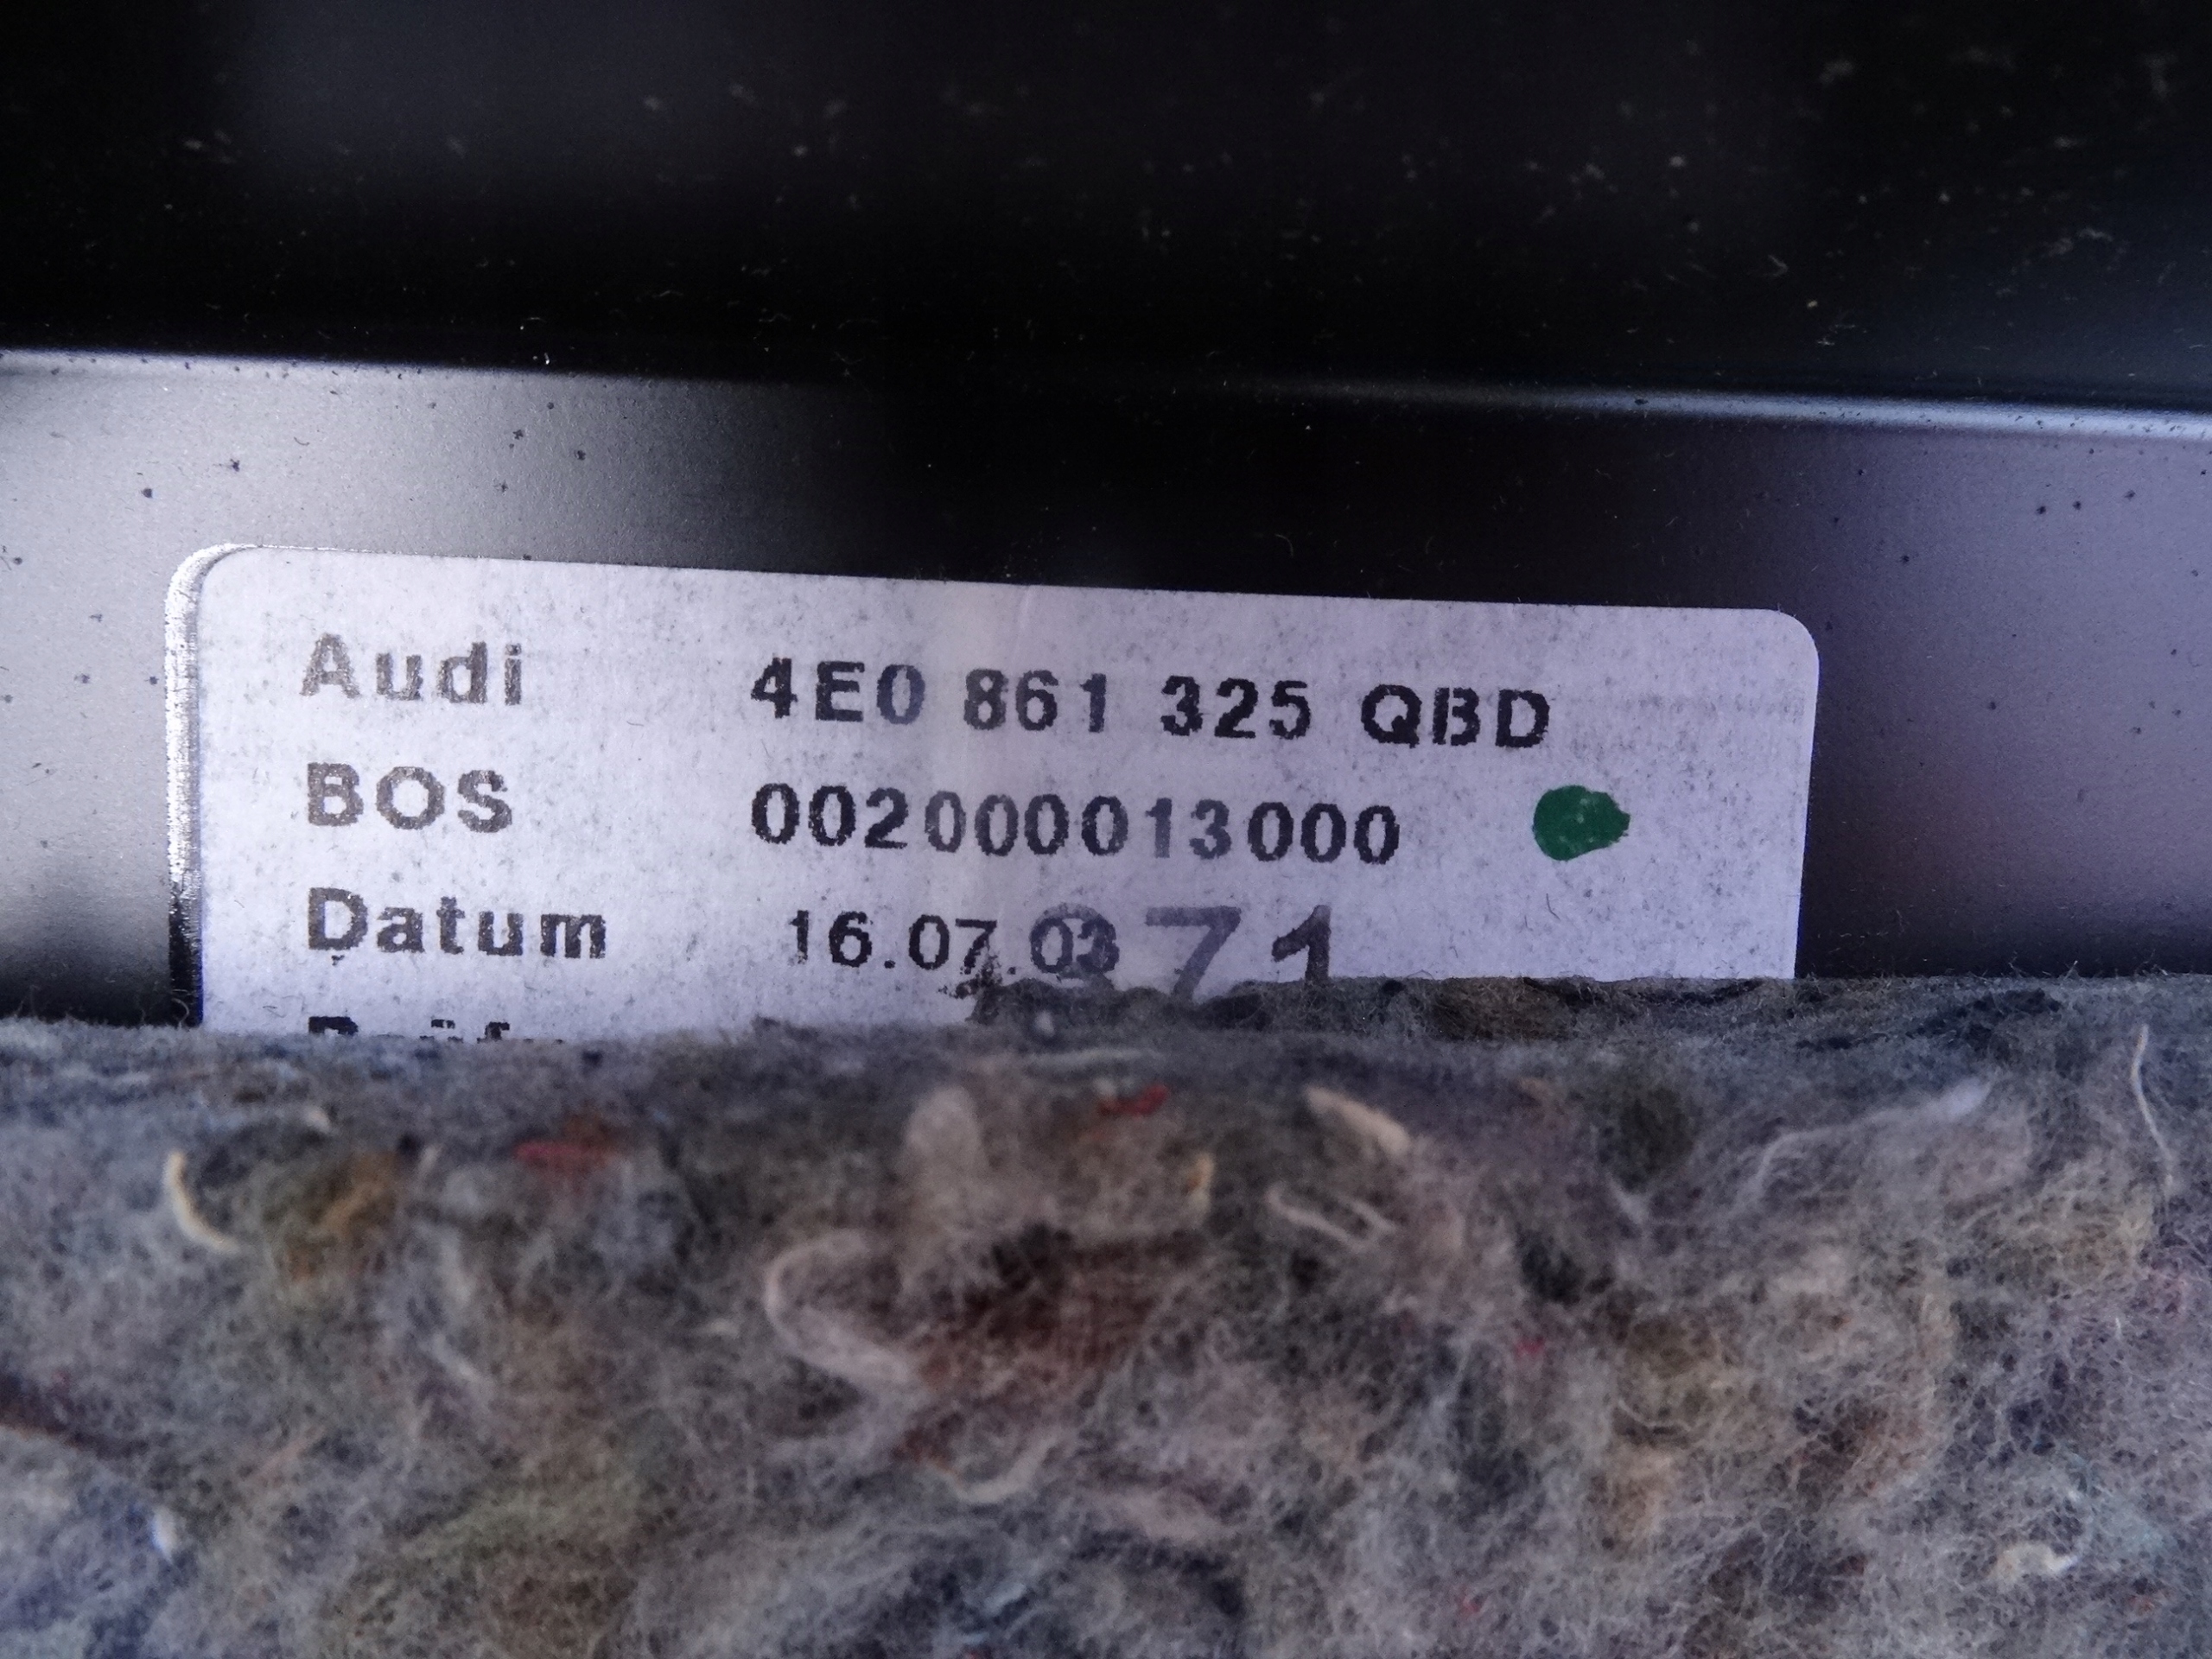 Audi 4E0 861 325 QBD
BOS 002000013000
Datum 16.07.03